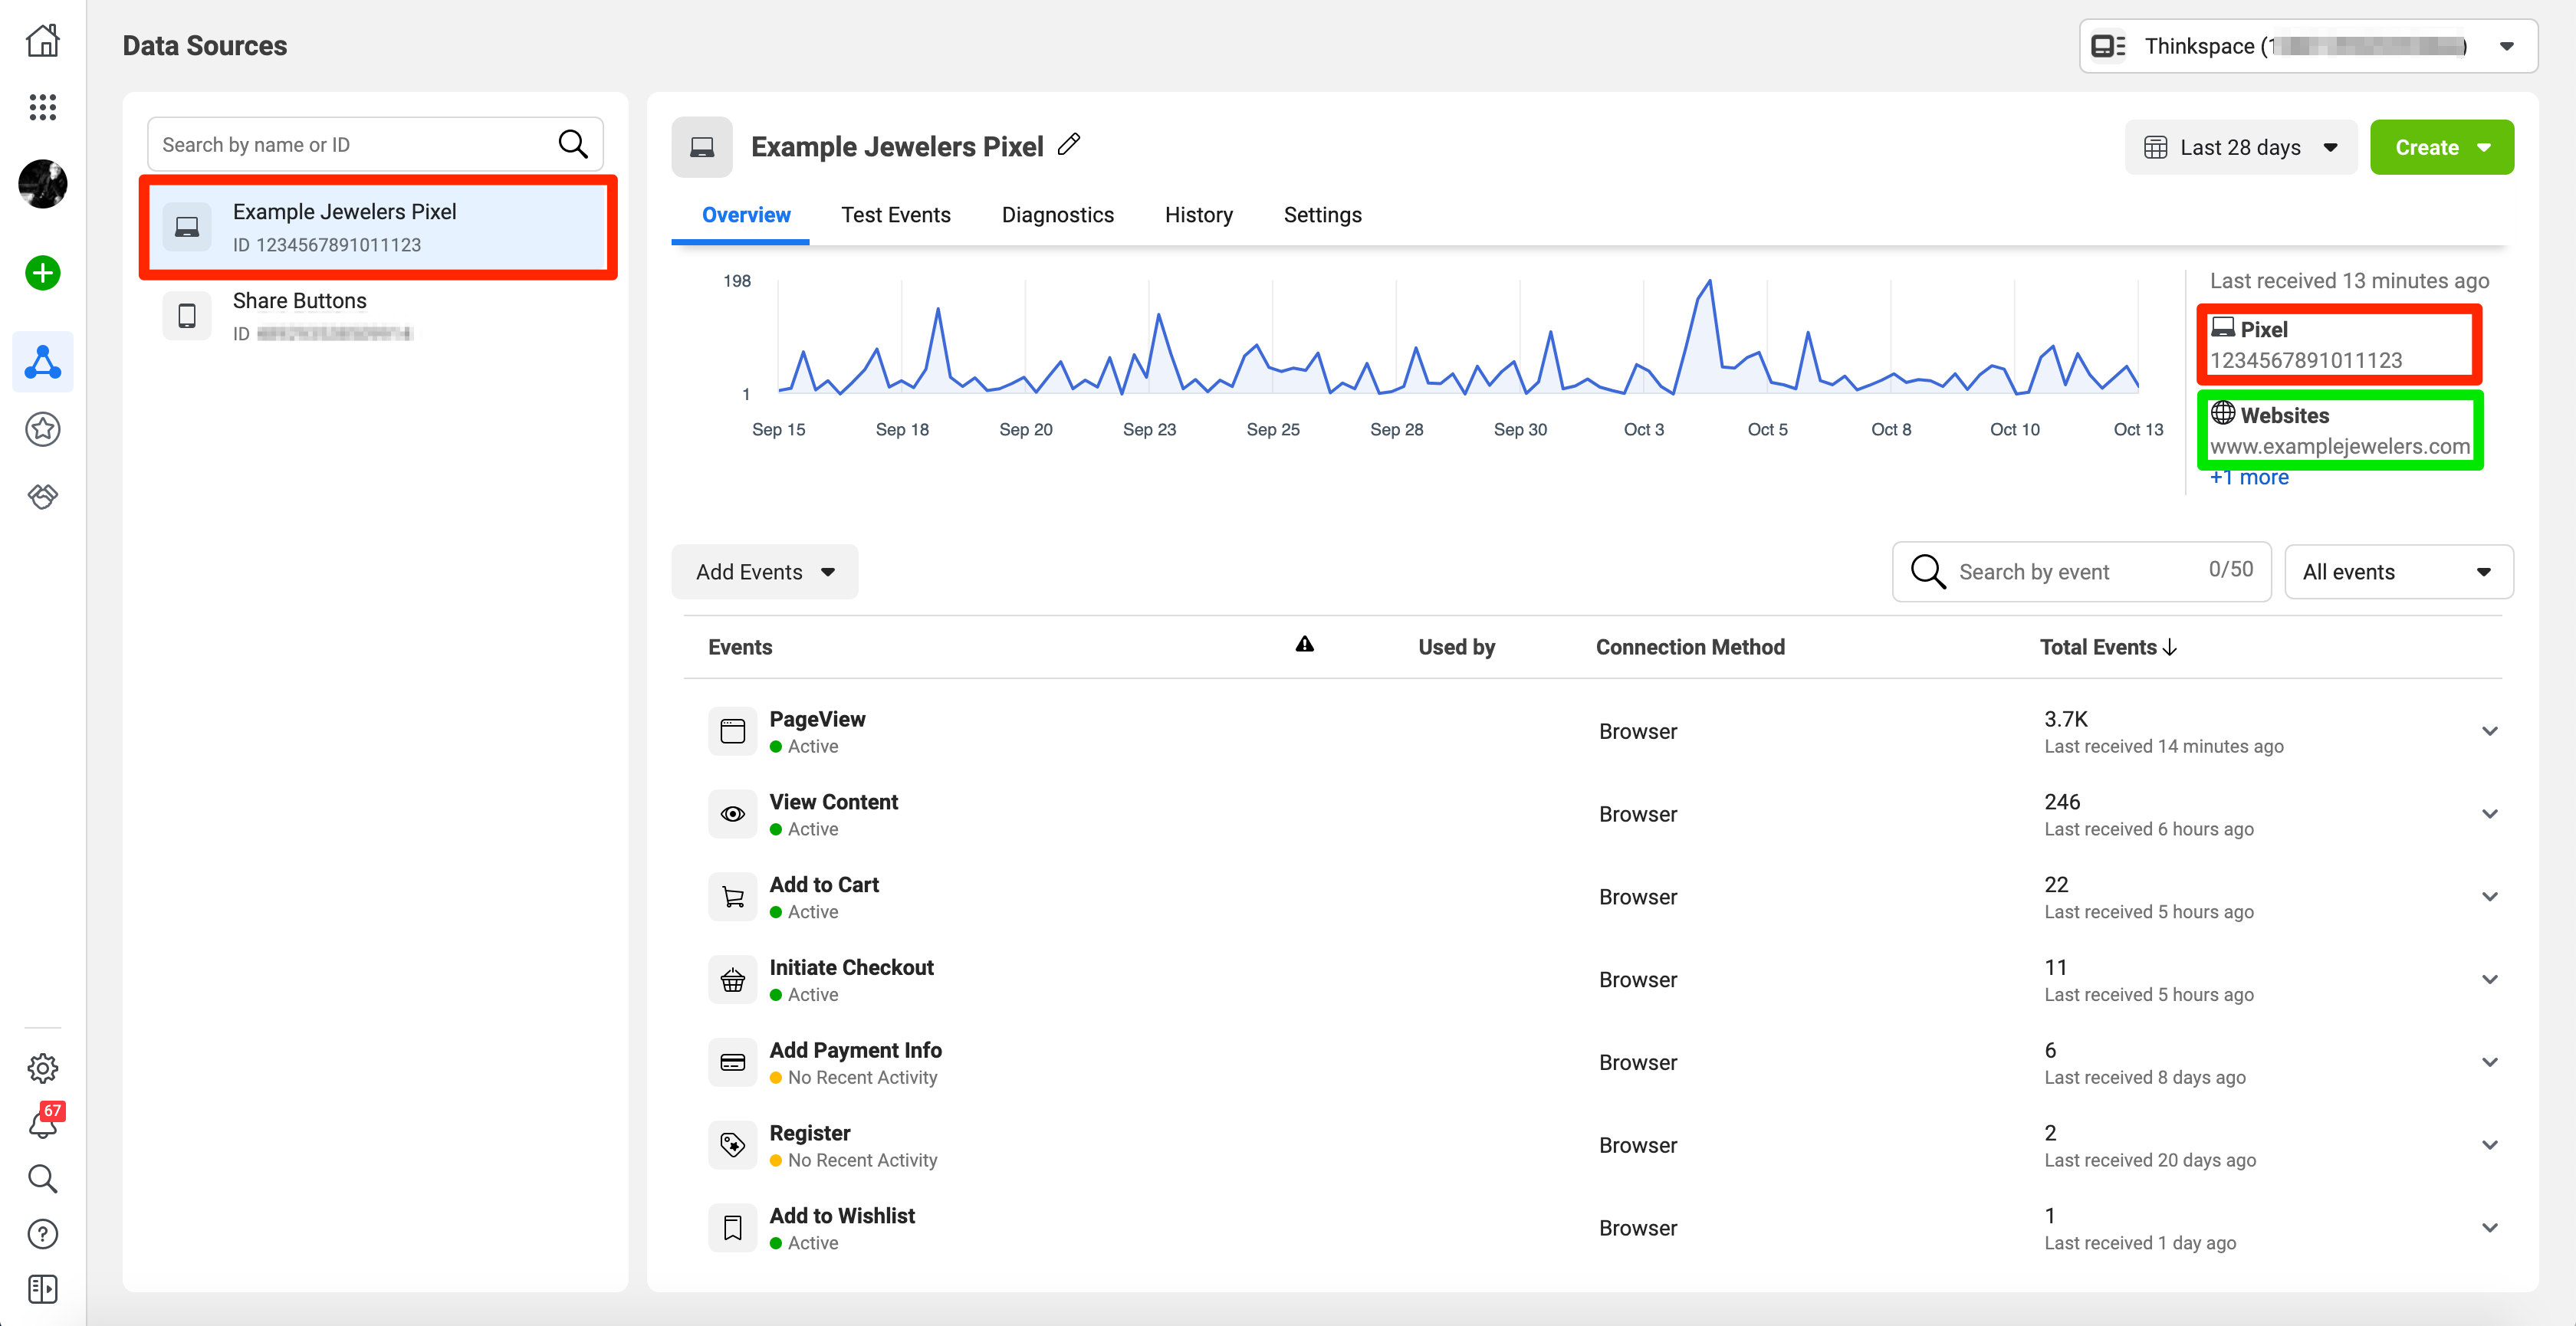 Data Sources
Thinkspace (
Search by name or ID
Example Jewelers Pixel
ID 1234567891011123
Share Buttons
ID
67
Example Jewelers Pixel
Last 28 days
Create
Overview
Test Events
Diagnostics
History
Settings
198
1
Sep 15
Sep 18
Sep 20
Sep 23
Sep 25
Sep 28
Sep 30
Oct 3
Oct 5
Oct 8
Oct 10
Oct 13
Last received 13 minutes ago
Pixel
1234567891011123
Websites
www.examplejewelers.com
+1 more
Add Events
Search by event
0/50
All events
Events
Used by
Connection Method
Total Events
PageView
Active
Browser
3.7K
Last received 14 minutes ago
View Content
Active
Browser
246
Last received 6 hours ago
Add to Cart
Active
Browser
22
Last received 5 hours ago
Initiate Checkout
Active
Browser
11
Last received 5 hours ago
Add Payment Info
No Recent Activity
Browser
6
Last received 8 days ago
Register
No Recent Activity
Browser
2
Last received 20 days ago
Add to Wishlist
Active
Browser
1
Last received 1 day ago